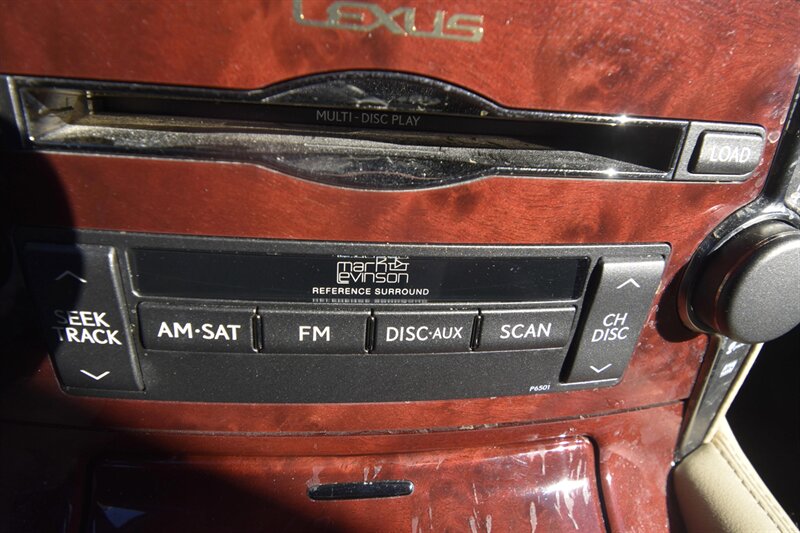 LEXUS
MULTI-DISC PLAY
LOAD
mark
levinson
REFERENCE SURROUND
SEEK
TRACK
AM·SAT
FM
DISC·AUX
SCAN
CH
DISC
P6501